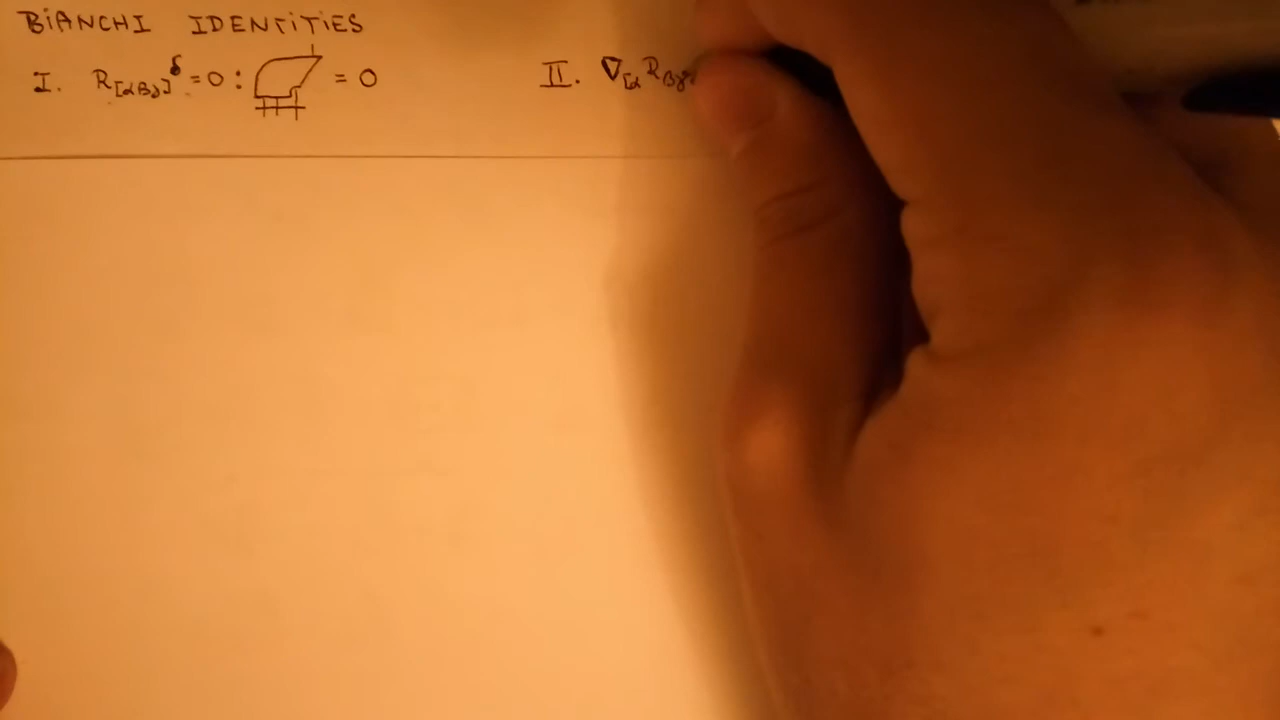 BIANCHI IDENTITIES
I. R[αβγ]^δ = 0 : = 0 II. ∇[α Rβγ